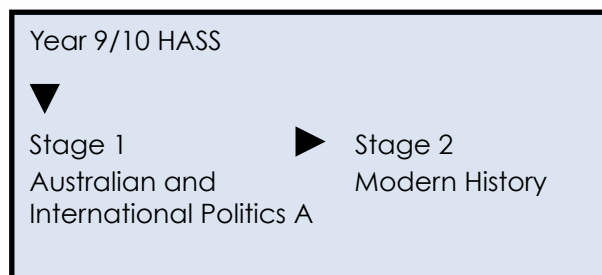 Year 9/10 HASS
Stage 1
Australian and
International Politics A
Stage 2
Modern History